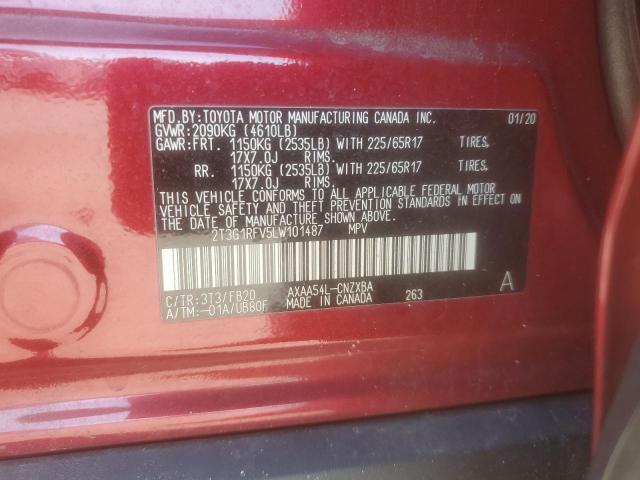 MFD.BY:TOYOTA MOTOR MANUFACTURING CANADA INC. 01/20
GVWR:2090KG (4610LB)
GAWR:FRT. 1150KG (2535LB) WITH 225/65R17 TIRES,
17X7.0J RIMS.
RR. 1150KG (2535LB) WITH 225/65R17 TIRES,
17X7.0J RIMS.
THIS VEHICLE CONFORMS TO ALL APPLICABLE FEDERAL MOTOR
VEHICLE SAFETY AND THEFT PREVENTION STANDARDS IN EFFECT ON
THE DATE OF MANUFACTURE SHOWN ABOVE.
2T3G1RFV5LW101487 MPV
C/TR:3T3/FB20 AXAA54L-CNZXBA A
A/TM:-01A/UB80F MADE IN CANADA 263